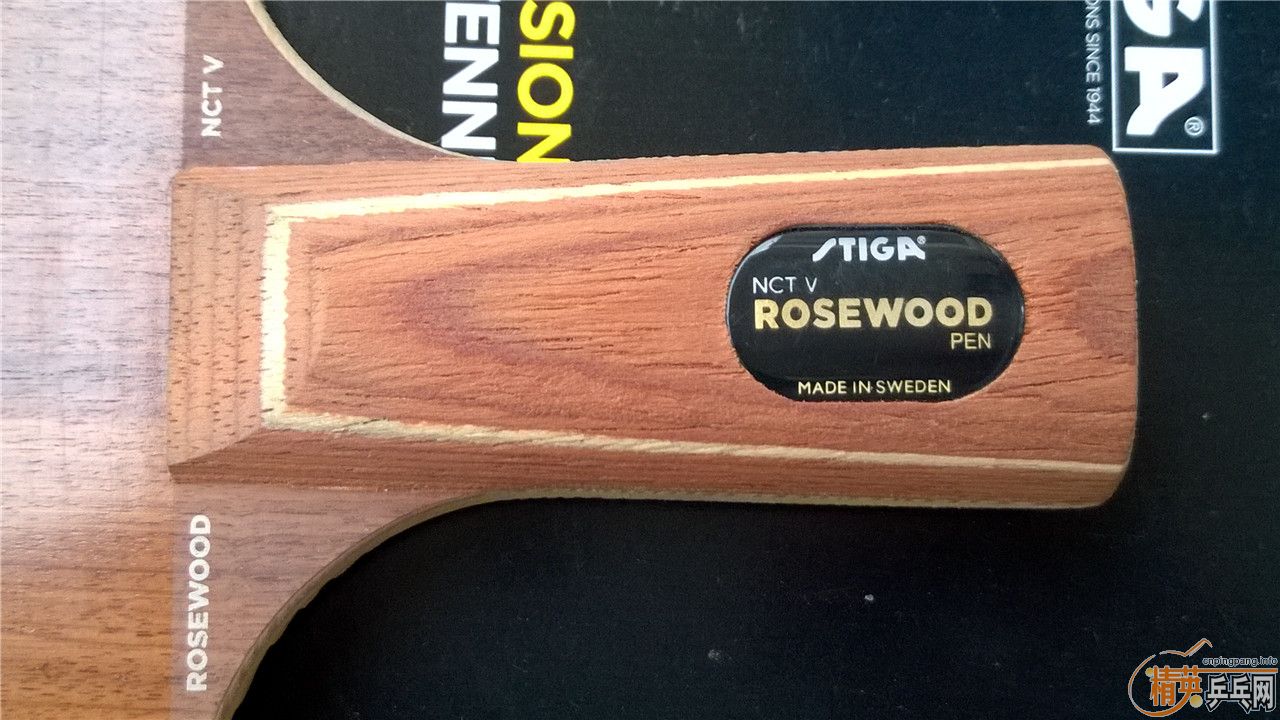 NCT V
ROSEWOOD
STIGA®
NCT V
ROSEWOOD
PEN
MADE IN SWEDEN
SION
ENN
GA®
ONS SINCE 1944
cnpingpang.info
精英乒乓网